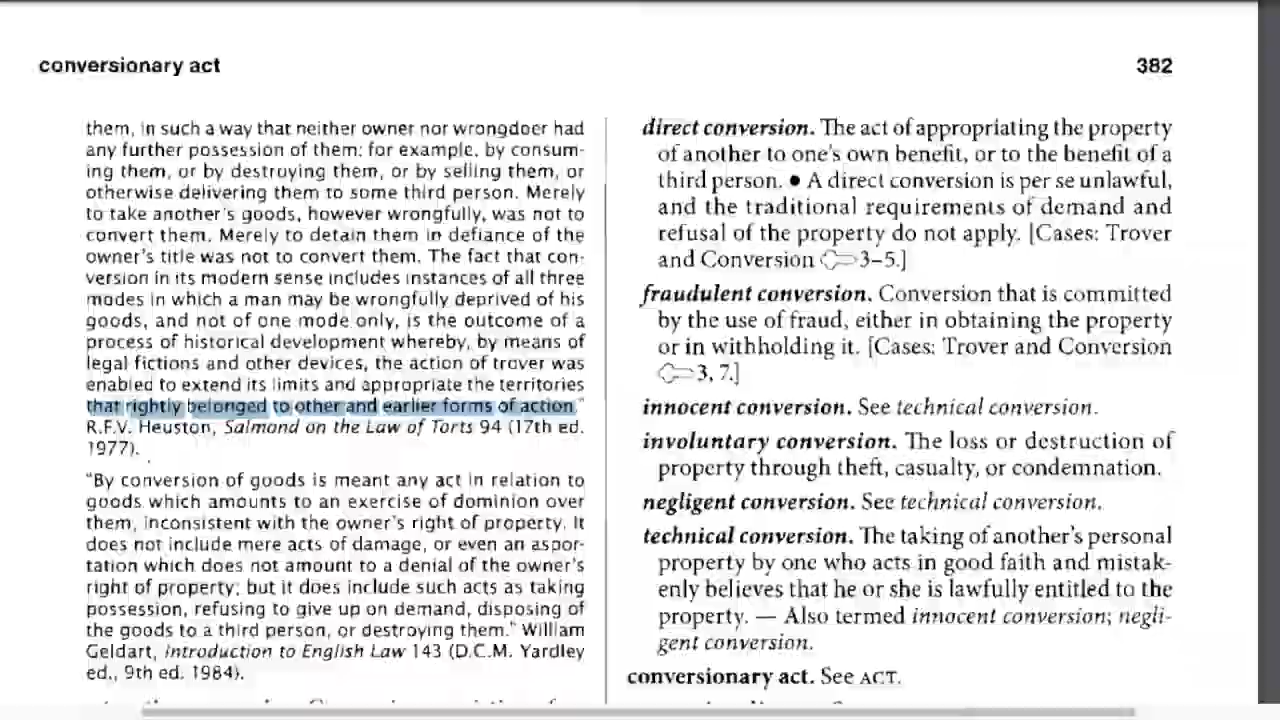 conversionary act
382
them, in such a way that neither owner nor wrongdoer had
any further possession of them: for example, by consum-
ing them, or by destroying them, or by selling them, or
otherwise delivering them to some third person. Merely
to take another's goods, however wrongfully, was not to
convert them. Merely to detain them in defiance of the
owner's title was not to convert them. The fact that con-
version in its modern sense includes instances of all three
modes in which a man may be wrongfully deprived of his
goods, and not of one mode only, is the outcome of a
process of historical development whereby, by means of
legal fictions and other devices, the action of trover was
enabled to extend its limits and appropriate the territories
that rightly belonged to other and earlier forms of action."
R.F.V. Heuston, Salmond on the Law of Torts 94 (17th ed.
1977).
"By conversion of goods is meant any act in relation to
goods which amounts to an exercise of dominion over
them, inconsistent with the owner's right of property. It
does not include mere acts of damage, or even an aspor-
tation which does not amount to a denial of the owner's
right of property; but it does include such acts as taking
possession, refusing to give up on demand, disposing of
the goods to a third person, or destroying them." William
Geldart, Introduction to English Law 143 (D.C.M. Yardley
ed., 9th ed. 1984).
direct conversion. The act of appropriating the property
of another to one's own benefit, or to the benefit of a
third person. ● A direct conversion is per se unlawful,
and the traditional requirements of demand and
refusal of the property do not apply. [Cases: Trover
and Conversion 3–5.]
fraudulent conversion. Conversion that is committed
by the use of fraud, either in obtaining the property
or in withholding it. [Cases: Trover and Conversion
3, 7.]
innocent conversion. See technical conversion.
involuntary conversion. The loss or destruction of
property through theft, casualty, or condemnation.
negligent conversion. See technical conversion.
technical conversion. The taking of another's personal
property by one who acts in good faith and mistak-
enly believes that he or she is lawfully entitled to the
property. — Also termed innocent conversion; negli-
gent conversion.
conversionary act. See ACT.